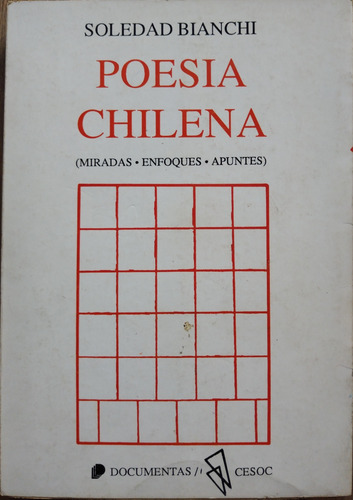 SOLEDAD BIANCHI
POESIA
CHILENA
(MIRADAS • ENFOQUES • APUNTES)
DOCUMENTAS / CESOC